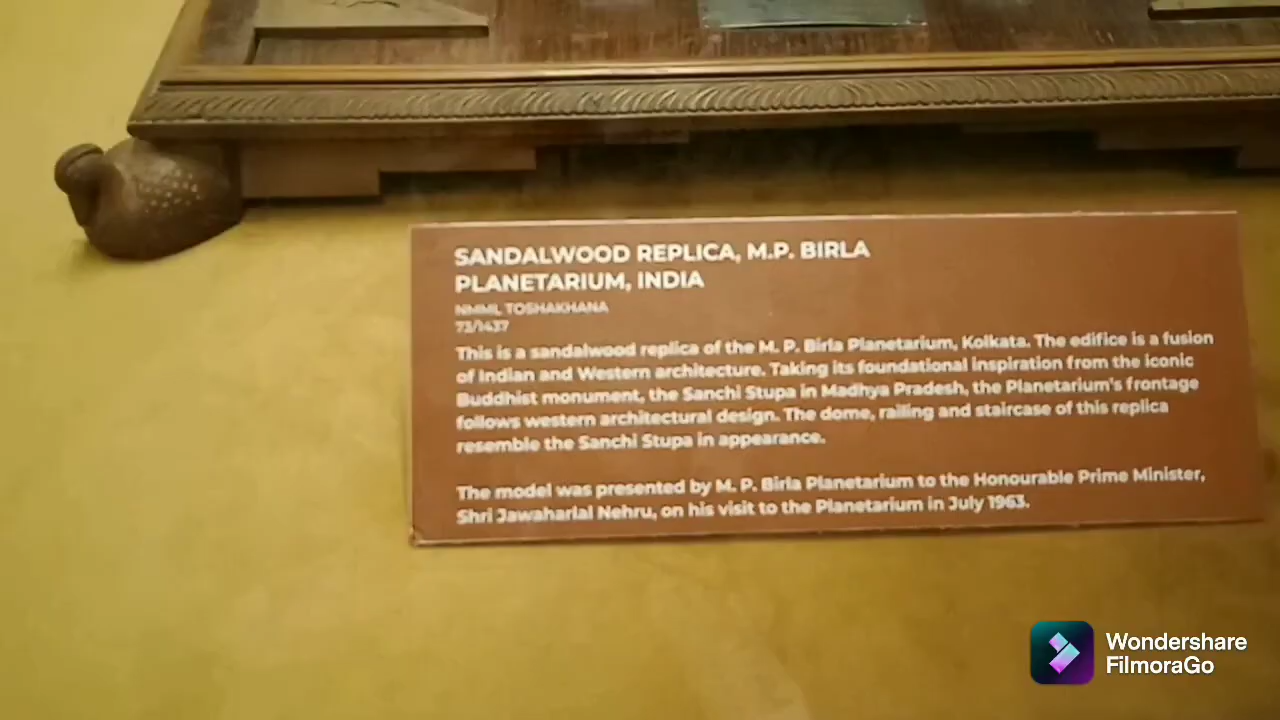 SANDALWOOD REPLICA, M.P. BIRLA
PLANETARIUM, INDIA
NMML TOSHAKHANA
73/1437
This is a sandalwood replica of the M. P. Birla Planetarium, Kolkata. The edifice is a fusion
of Indian and Western architecture. Taking its foundational inspiration from the iconic
Buddhist monument, the Sanchi Stupa in Madhya Pradesh, the Planetarium's frontage
follows western architectural design. The dome, railing and staircase of this replica
resemble the Sanchi Stupa in appearance.
The model was presented by M. P. Birla Planetarium to the Honourable Prime Minister,
Shri Jawaharlal Nehru, on his visit to the Planetarium in July 1963.
Wondershare
FilmoraGo